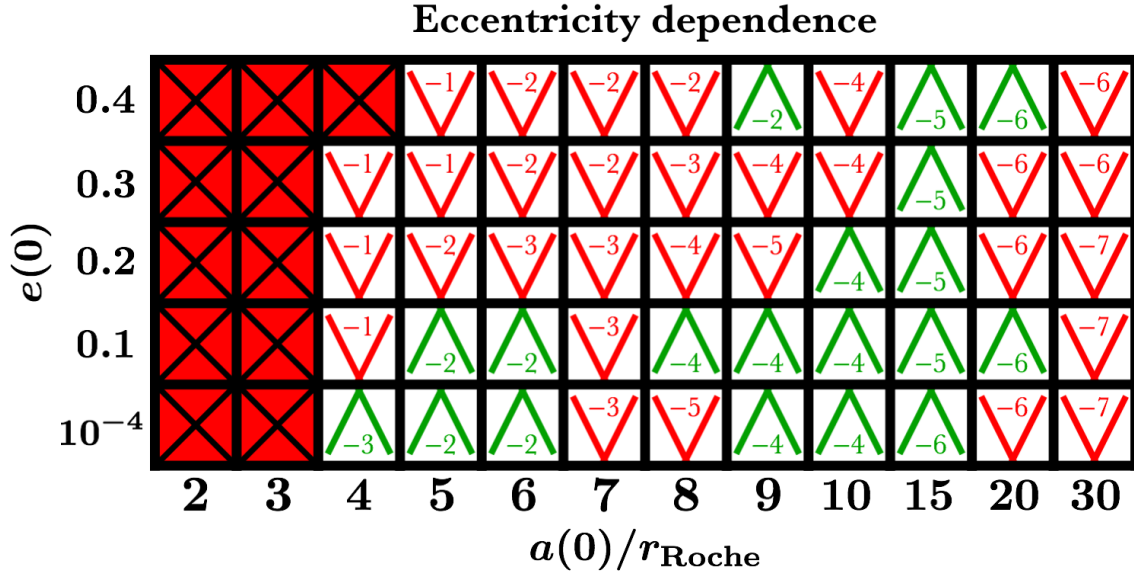 Eccentricity dependence
e(0)
0.4 -1 -2 -2 -2 -2 -4 -5 -6 -6
0.3 -1 -1 -2 -2 -3 -4 -4 -5 -6 -6
0.2 -1 -2 -3 -3 -4 -5 -4 -5 -6 -7
0.1 -1 -2 -2 -3 -4 -4 -4 -5 -6 -7
10⁻⁴ -3 -2 -2 -3 -5 -4 -4 -6 -6 -7
2 3 4 5 6 7 8 9 10 15 20 30
a(0)/r_Roche